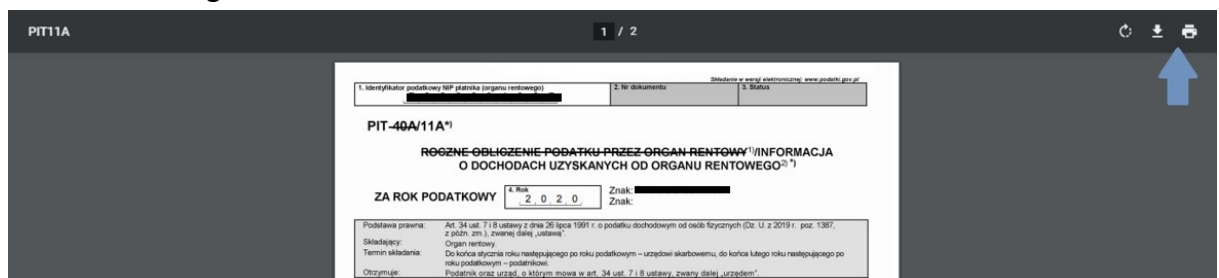 PIT11A
1 / 2
Składanie w wersji elektronicznej: www.podatki.gov.pl
1. Identyfikator podatkowy NIP płatnika (organu rentowego)
2. Nr dokumentu
3. Status
PIT-40A/11A*)
ROCZNE OBLICZENIE PODATKU PRZEZ ORGAN RENTOWY1)/INFORMACJA
O DOCHODACH UZYSKANYCH OD ORGANU RENTOWEGO2) *)
ZA ROK PODATKOWY
4. Rok
2 0 2 0
Znak:
Znak:
Podstawa prawna: Art. 34 ust. 7 i 8 ustawy z dnia 26 lipca 1991 r. o podatku dochodowym od osób fizycznych (Dz. U. z 2019 r. poz. 1387,
z późn. zm.), zwanej dalej „ustawą”.
Składający: Organ rentowy.
Termin składania: Do końca stycznia roku następującego po roku podatkowym – urzędowi skarbowemu, do końca lutego roku następującego po
roku podatkowym – podatnikowi.
Otrzymuje: Podatnik oraz urząd, o którym mowa w art. 34 ust. 7 i 8 ustawy, zwany dalej „urzędem”.